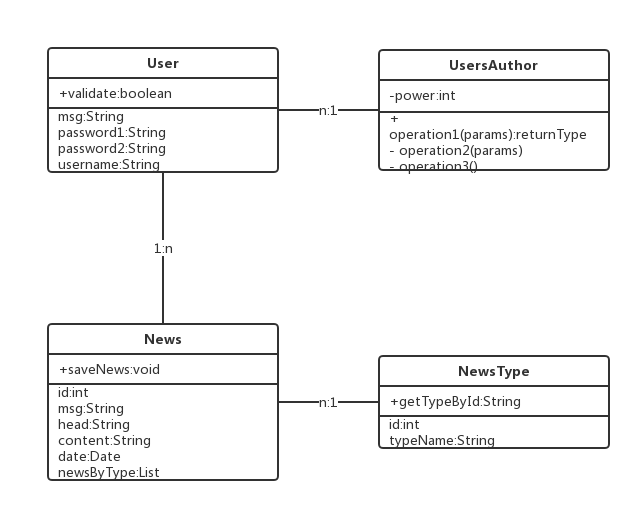 User
+validate:boolean
msg:String
password1:String
password2:String
username:String
n:1
UsersAuthor
-power:int
+
operation1(params):returnType
- operation2(params)
- operation3()
1:n
News
+saveNews:void
id:int
msg:String
head:String
content:String
date:Date
newsByType:List
n:1
NewsType
+getTypeById:String
id:int
typeName:String